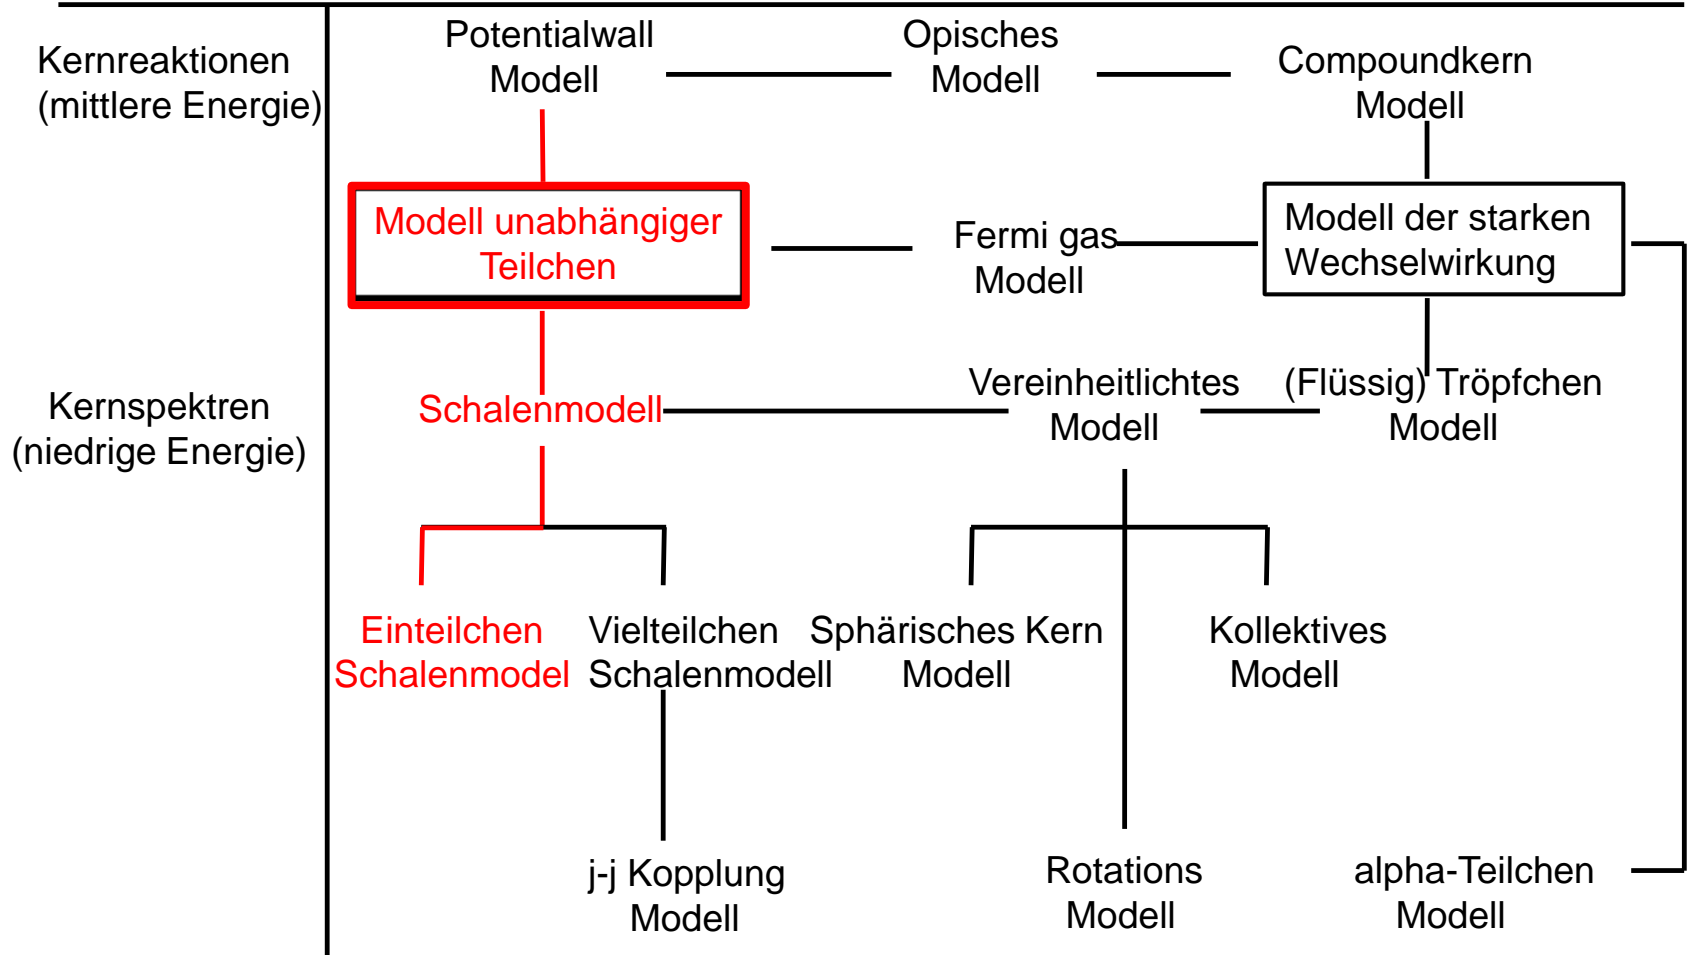 Kernreaktionen
(mittlere Energie)
Potentialwall
Modell
Opisches
Modell
Compoundkern
Modell
Modell unabhängiger
Teilchen
Fermi gas
Modell
Modell der starken
Wechselwirkung
Kernspektren
(niedrige Energie)
Schalenmodell
Vereinheitlichtes
Modell
(Flüssig) Tröpfchen
Modell
Einteilchen
Schalenmodel
Vielteilchen
Schalenmodell
Sphärisches Kern
Modell
Kollektives
Modell
j-j Kopplung
Modell
Rotations
Modell
alpha-Teilchen
Modell